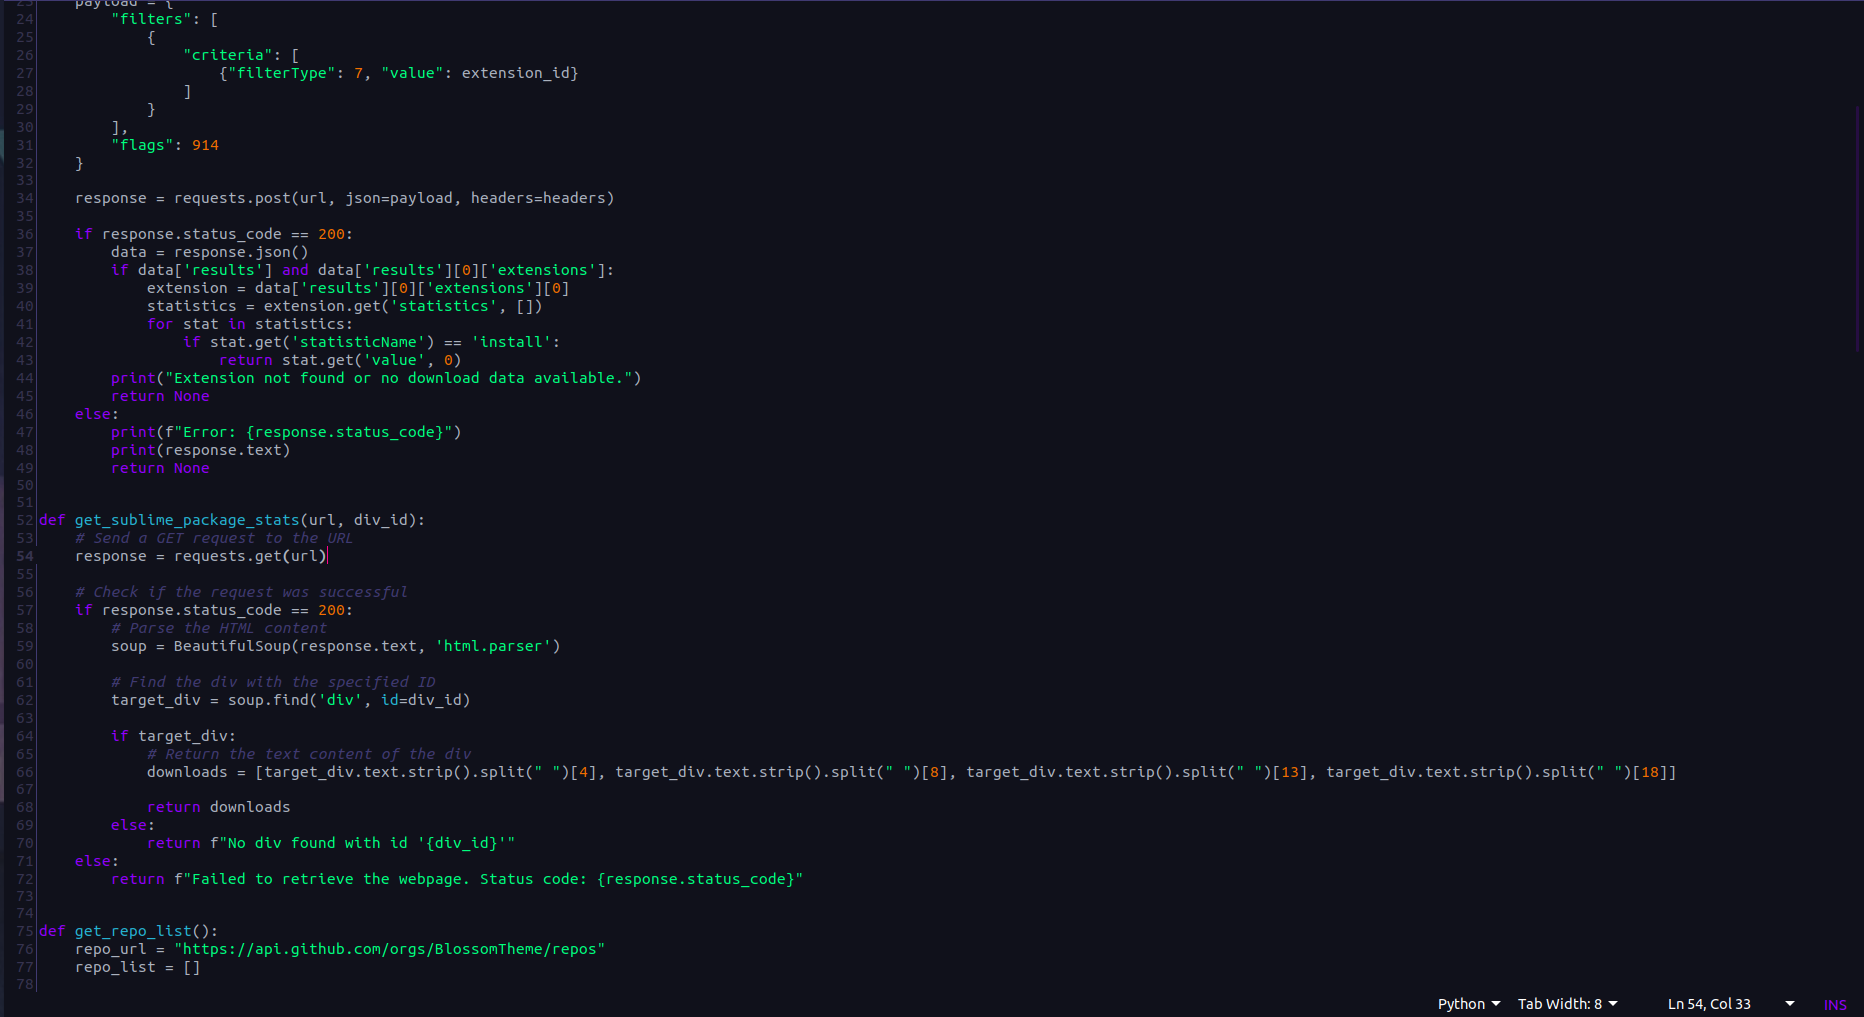 23    payload = {
24        "filters": [
25            {
26                "criteria": [
27                    {"filterType": 7, "value": extension_id}
28                ]
29            }
30        ],
31        "flags": 914
32    }
33
34    response = requests.post(url, json=payload, headers=headers)
35
36    if response.status_code == 200:
37        data = response.json()
38        if data['results'] and data['results'][0]['extensions']:
39            extension = data['results'][0]['extensions'][0]
40            statistics = extension.get('statistics', [])
41            for stat in statistics:
42                if stat.get('statisticName') == 'install':
43                    return stat.get('value', 0)
44        print("Extension not found or no download data available.")
45        return None
46    else:
47        print(f"Error: {response.status_code}")
48        print(response.text)
49        return None
50
51
52 def get_sublime_package_stats(url, div_id):
53    # Send a GET request to the URL
54    response = requests.get(url)
55
56    # Check if the request was successful
57    if response.status_code == 200:
58        # Parse the HTML content
59        soup = BeautifulSoup(response.text, 'html.parser')
60
61        # Find the div with the specified ID
62        target_div = soup.find('div', id=div_id)
63
64        if target_div:
65            # Return the text content of the div
66            downloads = [target_div.text.strip().split(" ")[4], target_div.text.strip().split(" ")[8], target_div.text.strip().split(" ")[13], target_div.text.strip().split(" ")[18]]
67
68            return downloads
69        else:
70            return f"No div found with id '{div_id}'"
71    else:
72        return f"Failed to retrieve the webpage. Status code: {response.status_code}"
73
74
75 def get_repo_list():
76    repo_url = "https://api.github.com/orgs/BlossomTheme/repos"
77    repo_list = []
78
Python Tab Width: 8 Ln 54, Col 33 INS